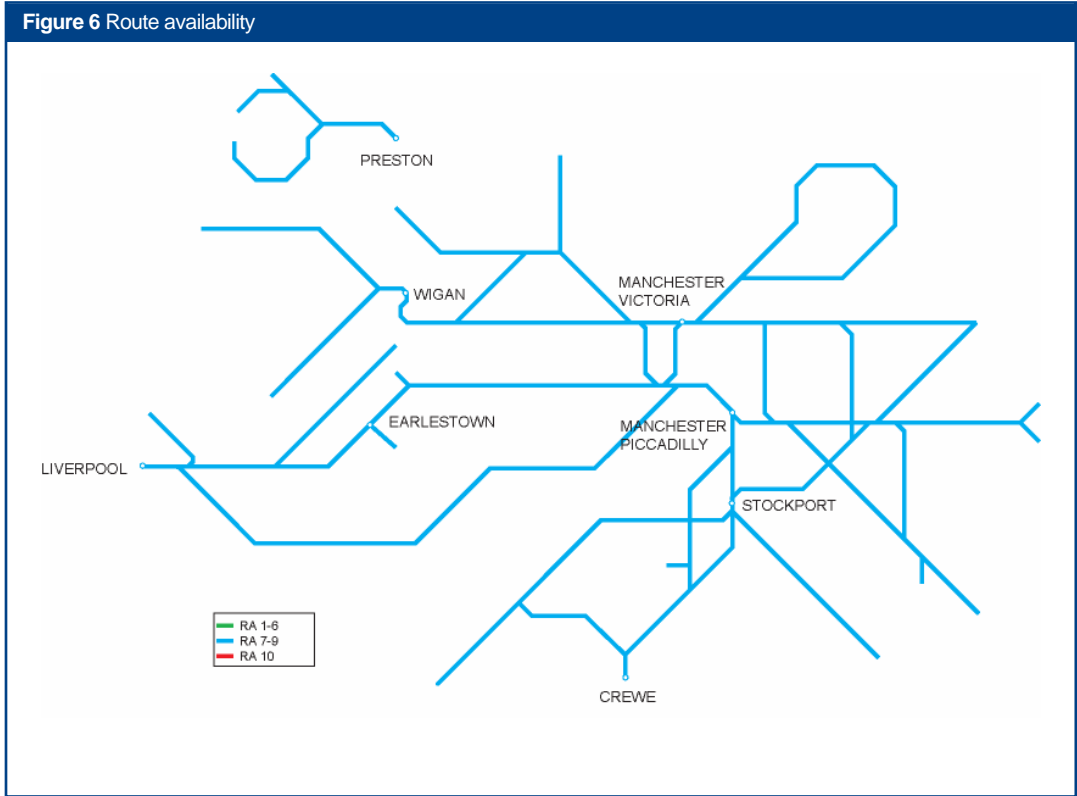 Figure 6 Route availability
PRESTON
WIGAN
MANCHESTER
VICTORIA
EARLESTOWN
MANCHESTER
PICCADILLY
LIVERPOOL
STOCKPORT
RA 1-6
RA 7-9
RA 10
CREWE